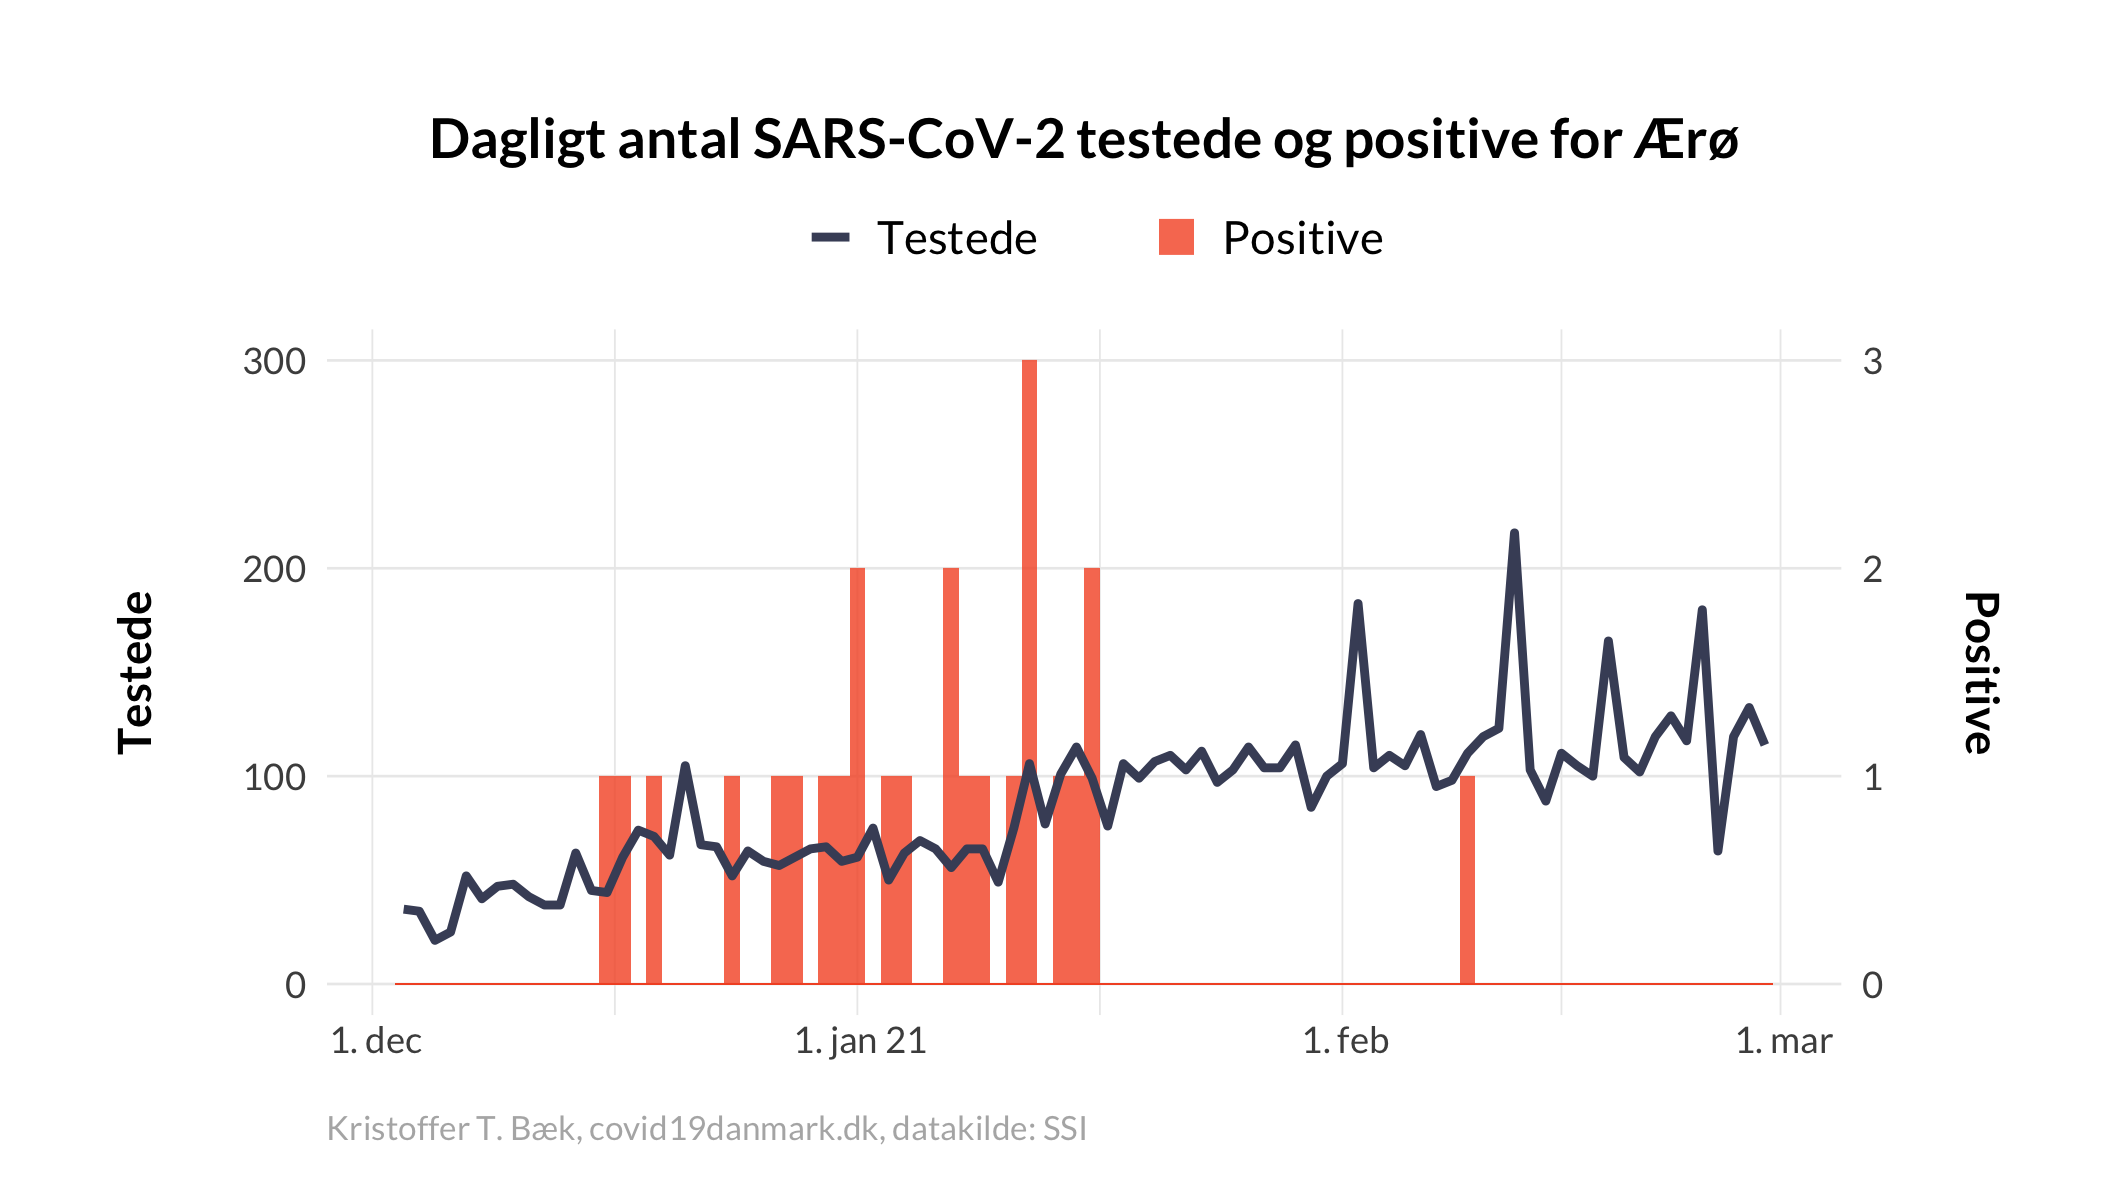 Dagligt antal SARS-CoV-2 testede og positive for Ærø
Testede
Positive
300
200
100
0
3
2
1
0
Testede
Positive
1. dec
1. jan 21
1. feb
1. mar
Kristoffer T. Bæk, covid19danmark.dk, datakilde: SSI